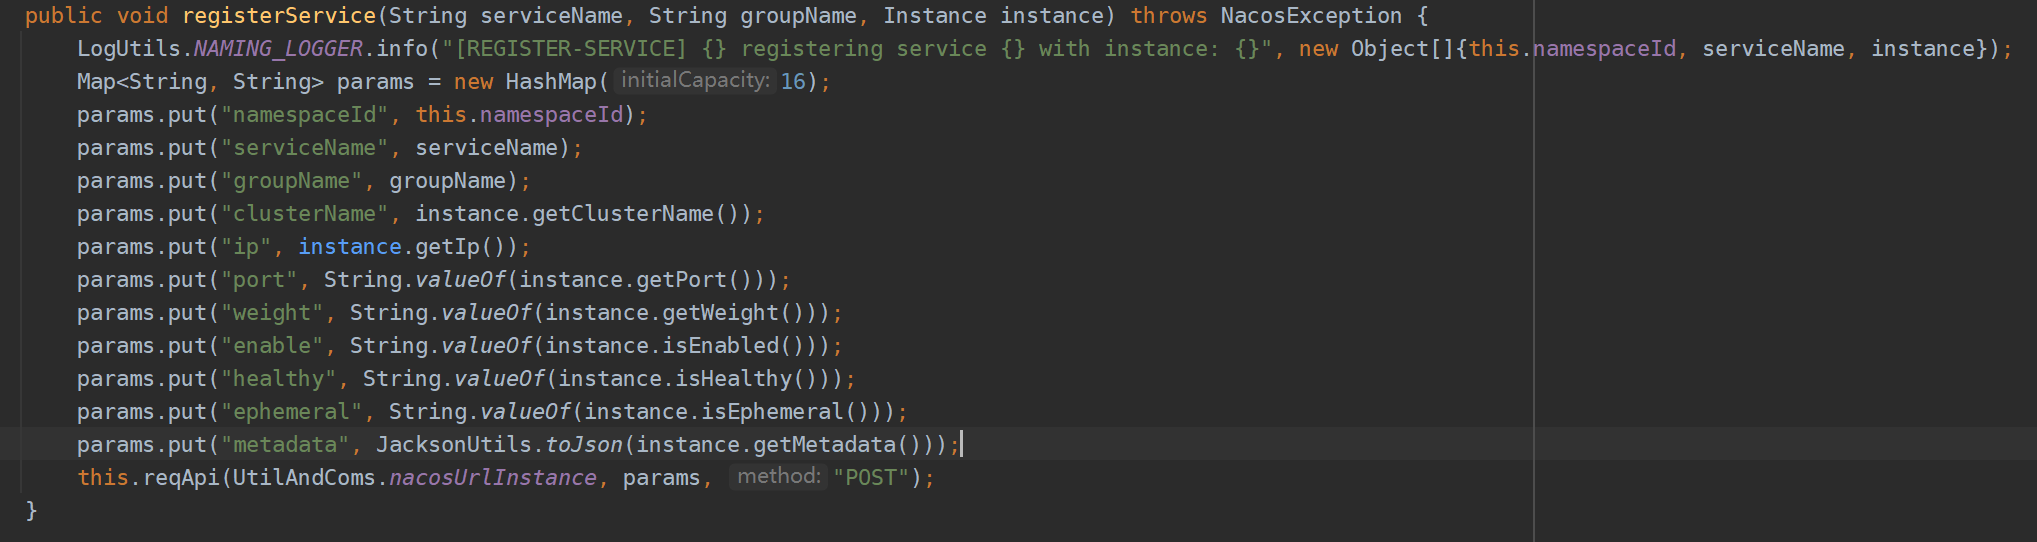 public void registerService(String serviceName, String groupName, Instance instance) throws NacosException {
LogUtils.NAMING_LOGGER.info("[REGISTER-SERVICE] {} registering service {} with instance: {}", new Object[]{this.namespaceId, serviceName, instance});
Map<String, String> params = new HashMap( initialCapacity: 16);
params.put("namespaceId", this.namespaceId);
params.put("serviceName", serviceName);
params.put("groupName", groupName);
params.put("clusterName", instance.getClusterName());
params.put("ip", instance.getIp());
params.put("port", String.valueOf(instance.getPort()));
params.put("weight", String.valueOf(instance.getWeight()));
params.put("enable", String.valueOf(instance.isEnabled()));
params.put("healthy", String.valueOf(instance.isHealthy()));
params.put("ephemeral", String.valueOf(instance.isEphemeral()));
params.put("metadata", JacksonUtils.toJson(instance.getMetadata()));
this.reqApi(UtilAndComs.nacosUrlInstance, params, method: "POST");
}